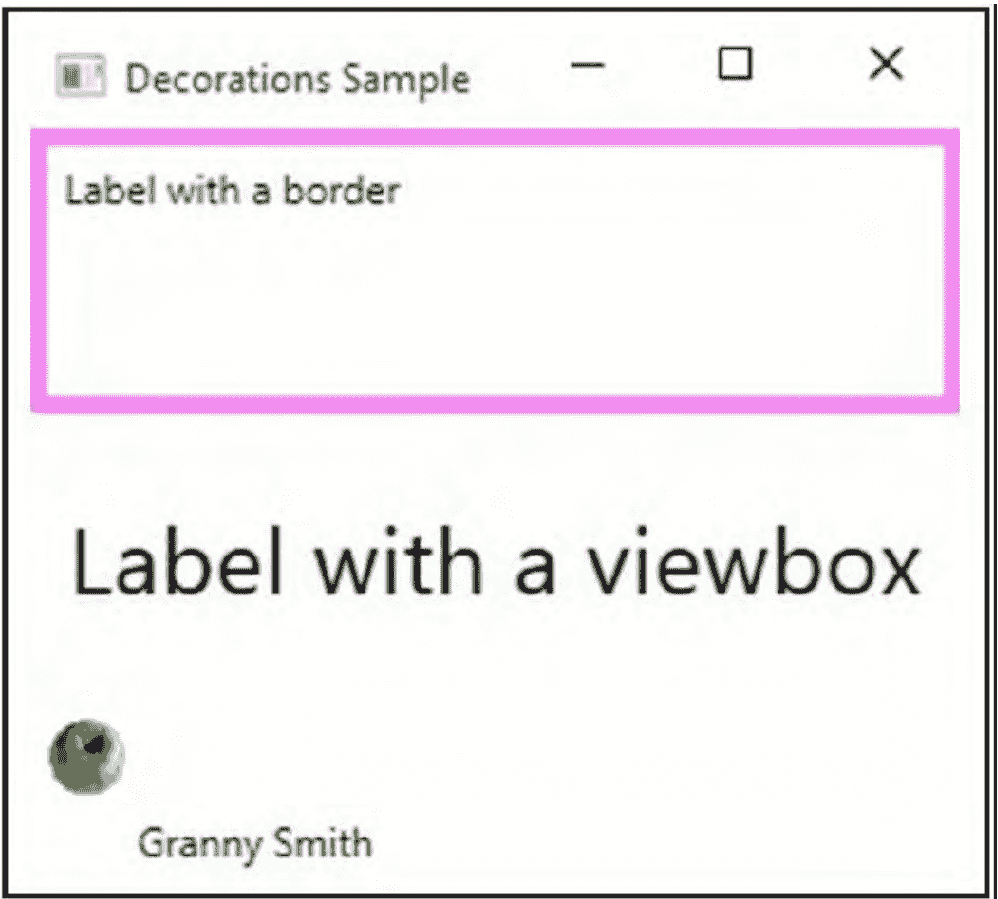 Decorations Sample
Label with a border
Label with a viewbox
Granny Smith